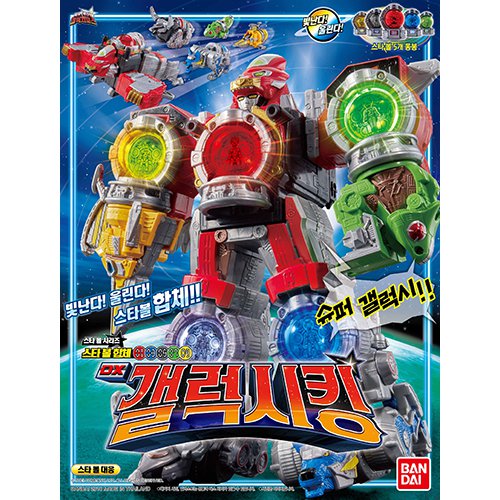 빛난다!
울린다!
스타 볼 5개 동봉
빛난다! 울린다!
스타볼 합체!!
슈퍼 갤럭시!!
스타 볼 시리즈
스타 볼 합체
DX
갤럭시킹
스타 볼 대응
BAN
DAI